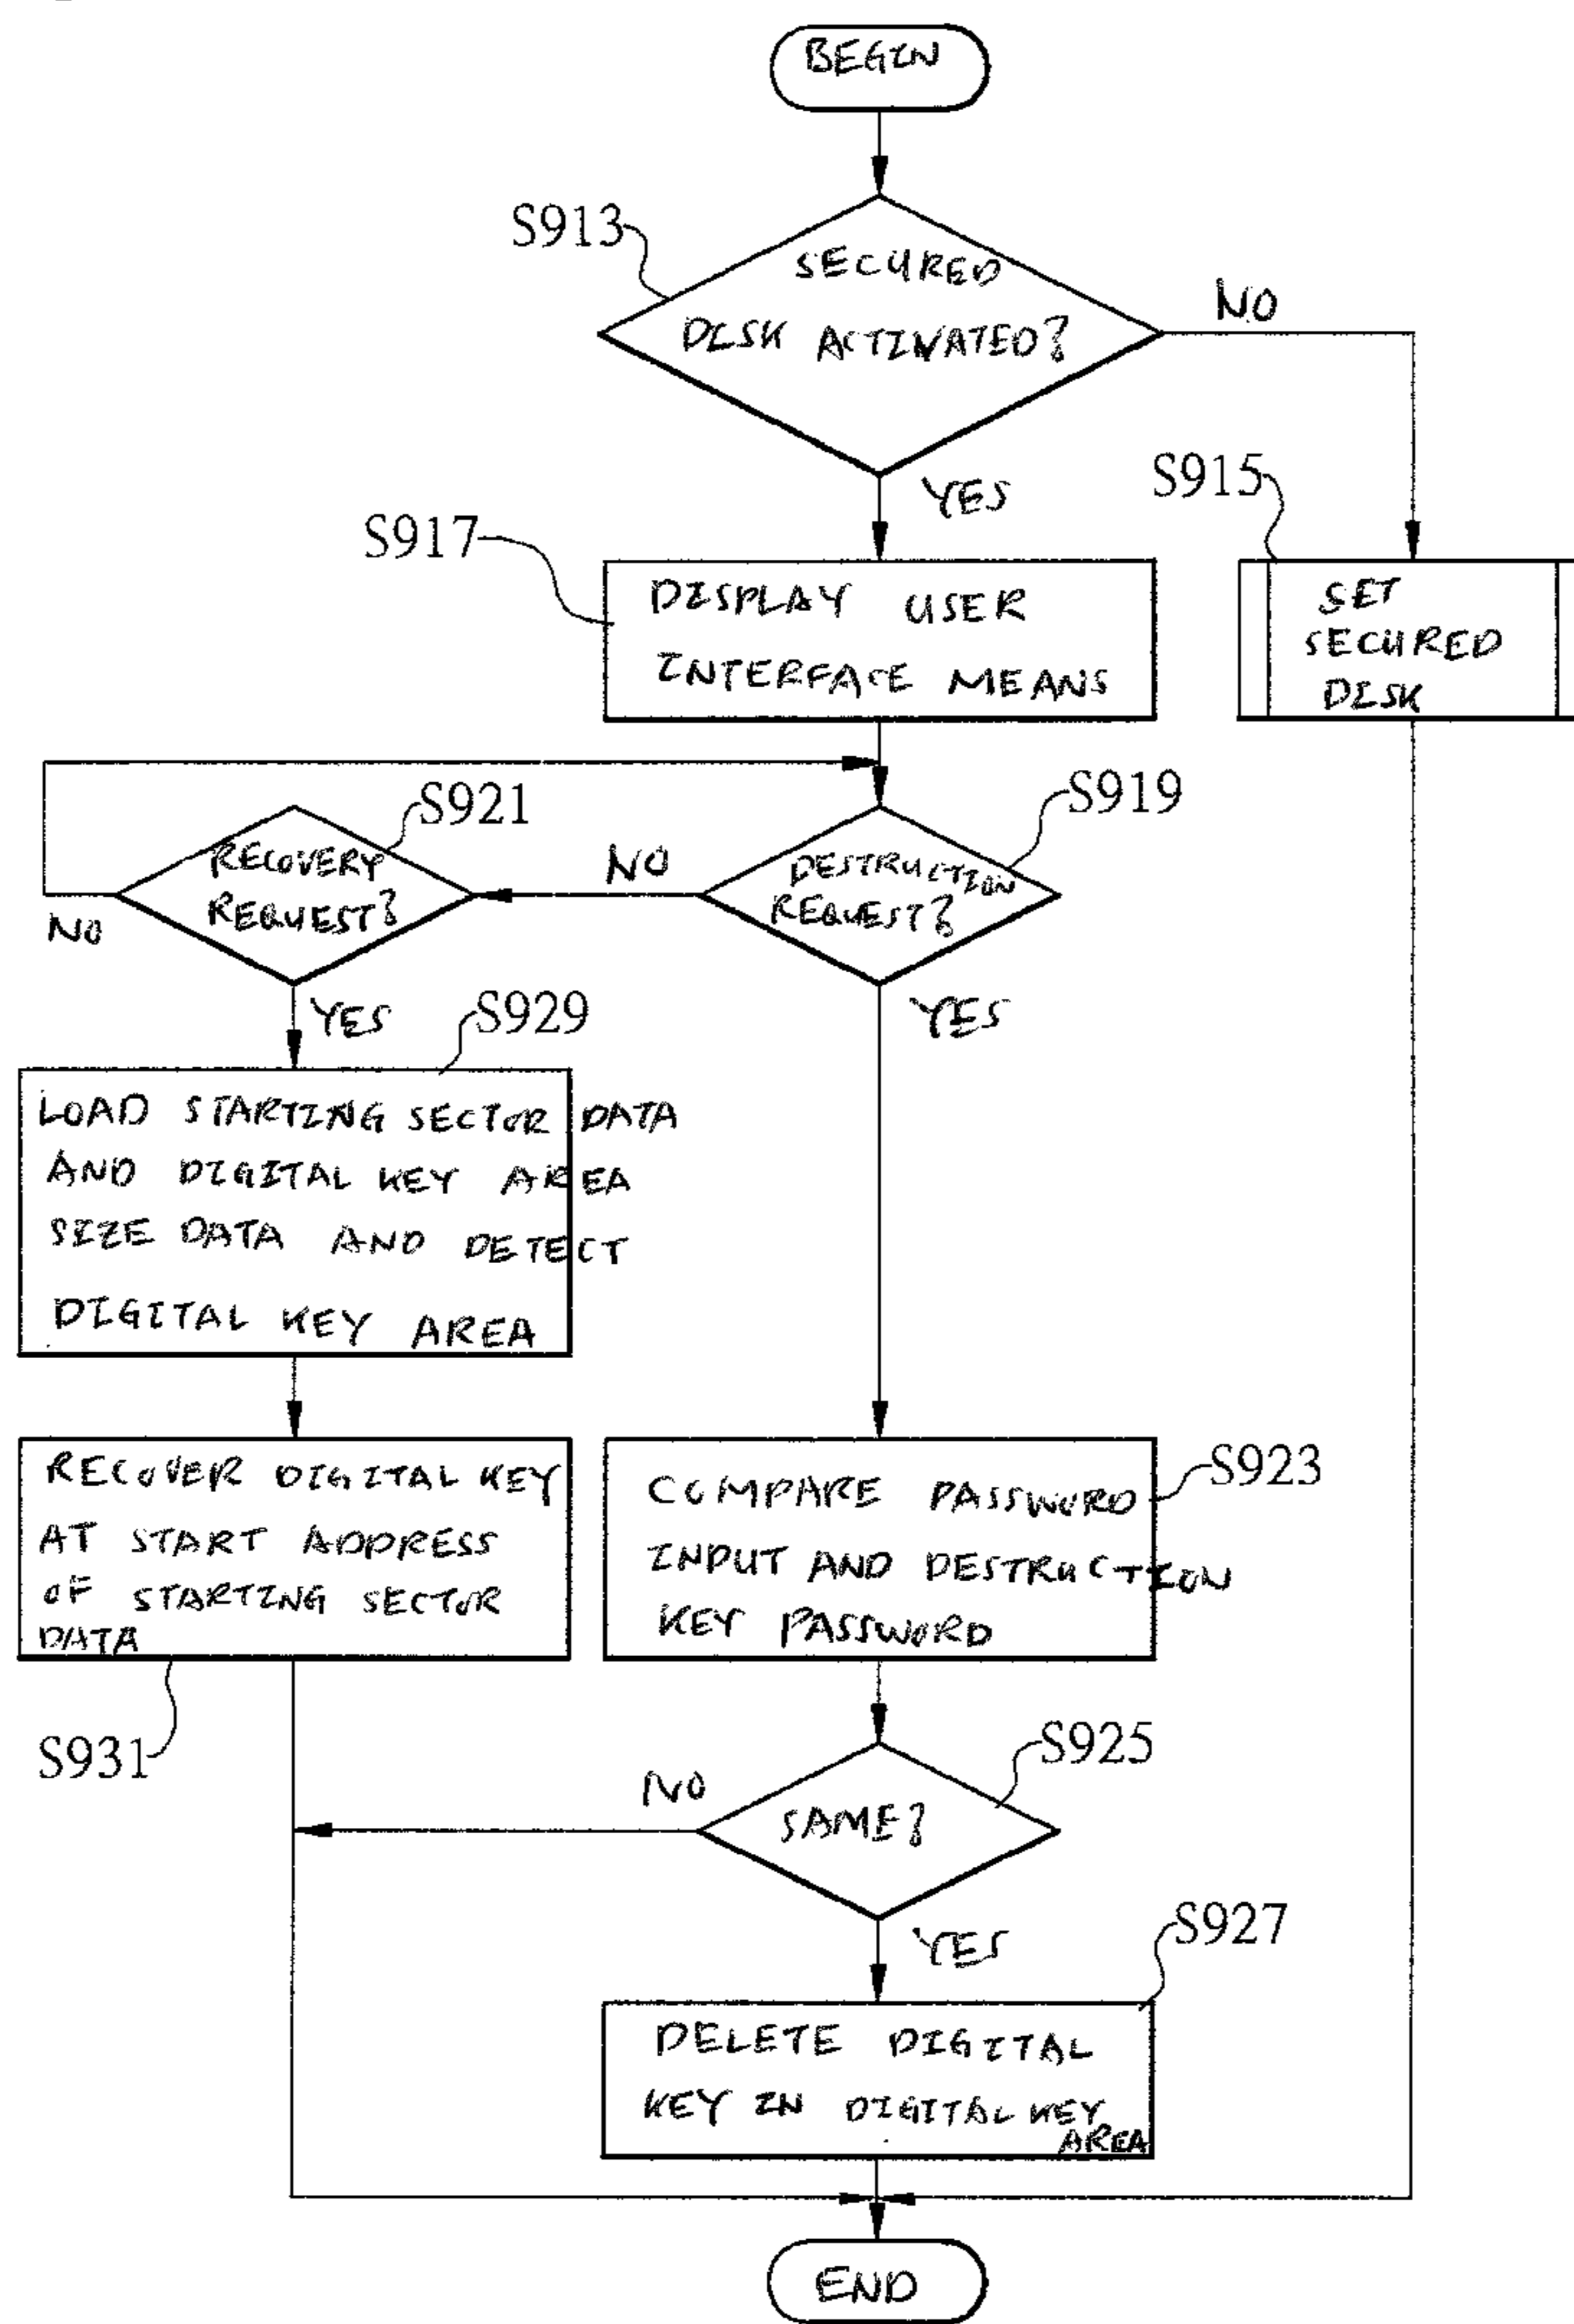 BEGIN
S913
SECURED
DISK ACTIVATED?
NO
YES
S915
S917
DISPLAY USER
INTERFACE MEANS
SET
SECURED
DISK
S921
S919
RECOVERY
REQUEST?
NO
DESTRUCTION
REQUEST?
NO
YES
S929
YES
LOAD STARTING SECTOR DATA
AND DIGITAL KEY AREA
SIZE DATA AND DETECT
DIGITAL KEY AREA
RECOVER DIGITAL KEY
AT START ADDRESS
OF STARTING SECTOR
DATA
COMPARE PASSWORD
INPUT AND DESTRUCTION
KEY PASSWORD
S923
S931
S925
NO
SAME?
YES
S927
DELETE DIGITAL
KEY IN DIGITAL KEY
AREA
END